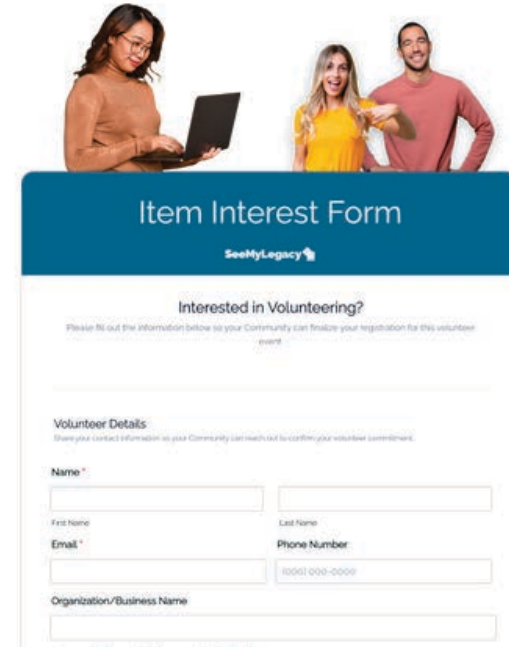 Item Interest Form
SeeMyLegacy
Interested in Volunteering?
Please fill out the information below so your Community can finalize your registration for this volunteer
event
Volunteer Details
Share your contact information so your Community can reach out to confirm your volunteer commitment.
Name *
First Name
Last Name
Email *
Phone Number
(000) 000-0000
Organization/Business Name